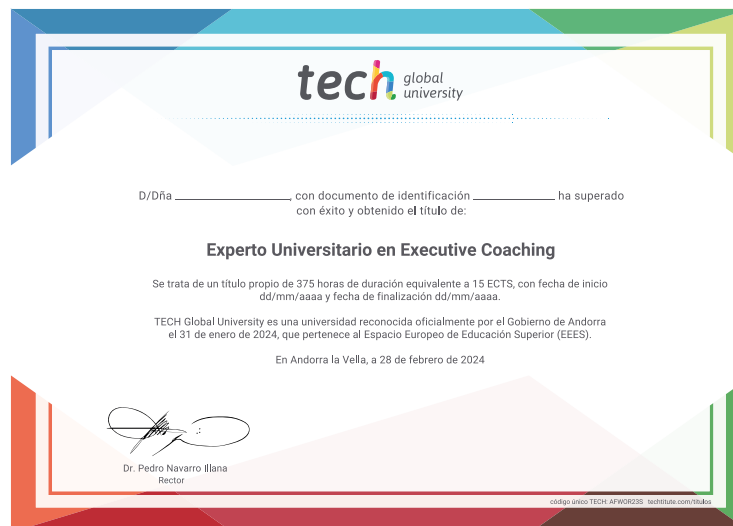 tech global university
D/Dña ____________, con documento de identificación ____________ ha superado
con éxito y obtenido el título de:
Experto Universitario en Executive Coaching
Se trata de un título propio de 375 horas de duración equivalente a 15 ECTS, con fecha de inicio
dd/mm/aaaa y fecha de finalización dd/mm/aaaa.
TECH Global University es una universidad reconocida oficialmente por el Gobierno de Andorra
el 31 de enero de 2024, que pertenece al Espacio Europeo de Educación Superior (EEES).
En Andorra la Vella, a 28 de febrero de 2024
Dr. Pedro Navarro Illana
Rector
código único TECH: AFWOR23S techtitute.com/titulos